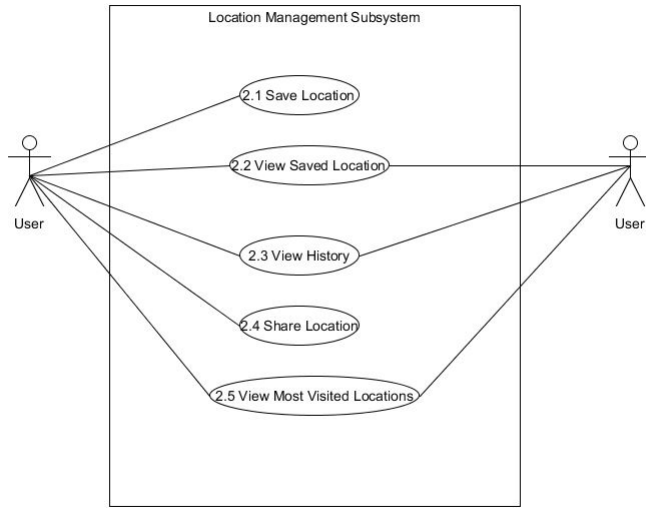 Location Management Subsystem
2.1 Save Location
2.2 View Saved Location
User
User
2.3 View History
2.4 Share Location
2.5 View Most Visited Locations